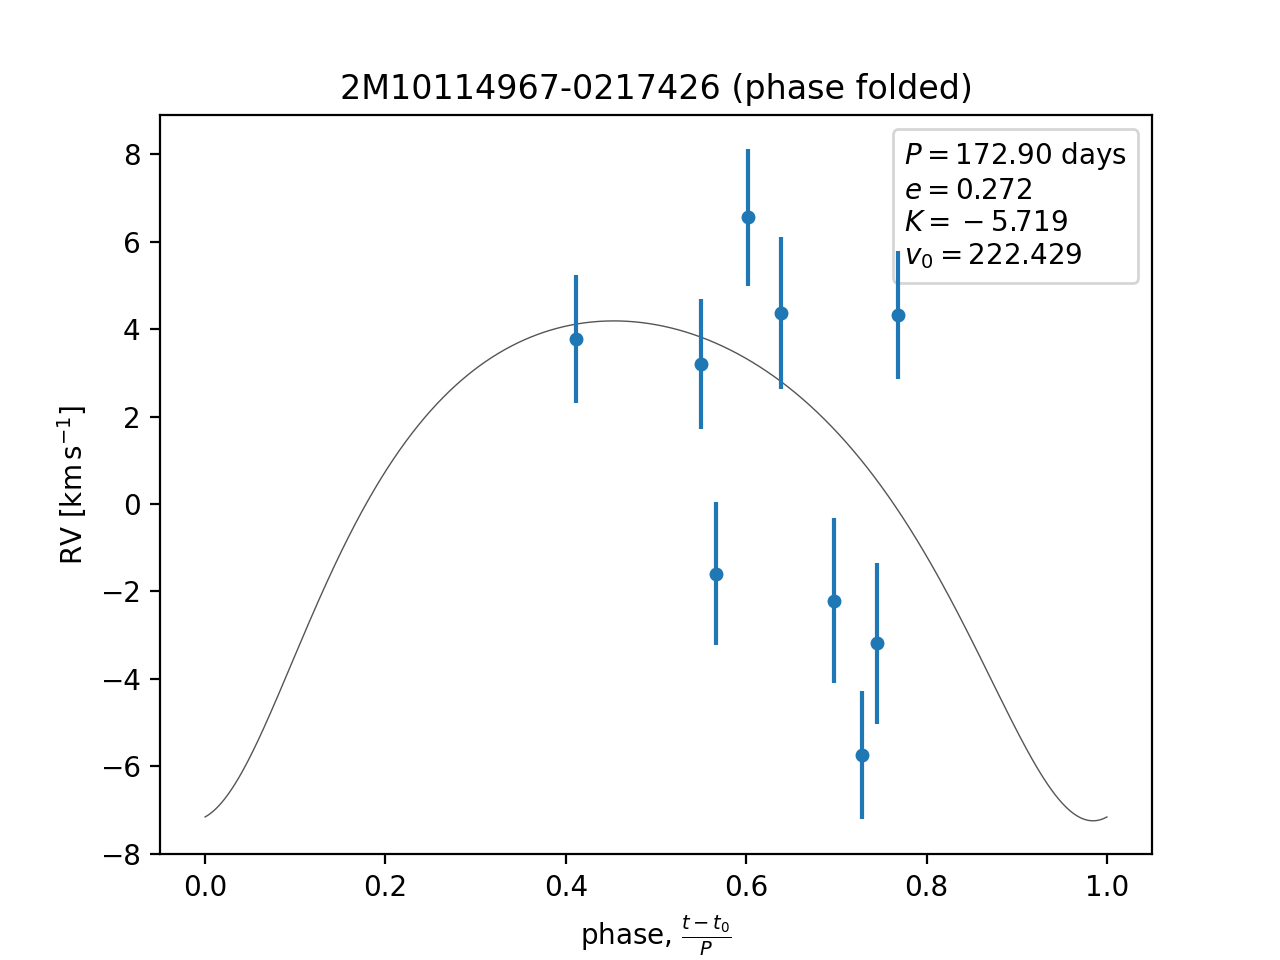 2M10114967-0217426 (phase folded)
P = 172.90 days
e = 0.272
K = −5.719
v₀ = 222.429
8
6
4
2
0
−2
−4
−6
−8
RV [km s⁻¹]
0.0 0.2 0.4 0.6 0.8 1.0
phase, (t − t₀)/P